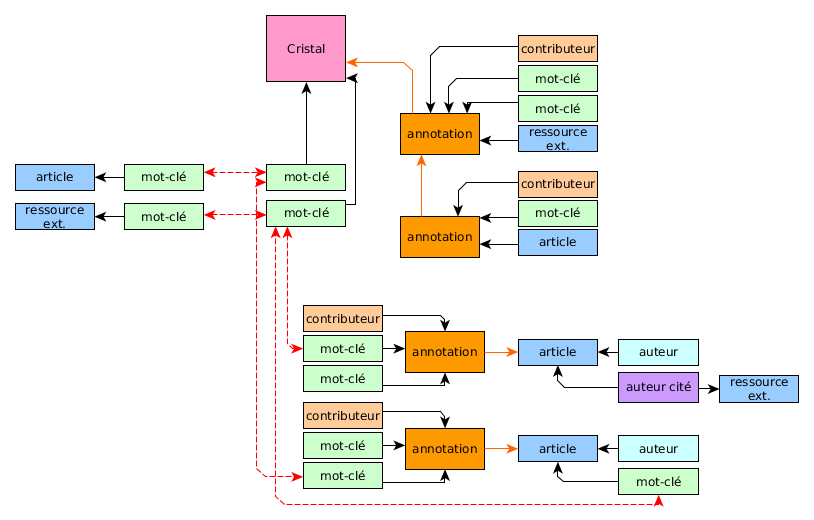 Cristal
contributeur
mot-clé
mot-clé
annotation
ressource
ext.
article
mot-clé
mot-clé
contributeur
ressource
ext.
mot-clé
mot-clé
mot-clé
annotation
article
contributeur
mot-clé
annotation
article
auteur
mot-clé
auteur cité
ressource
ext.
contributeur
mot-clé
annotation
article
auteur
mot-clé
mot-clé